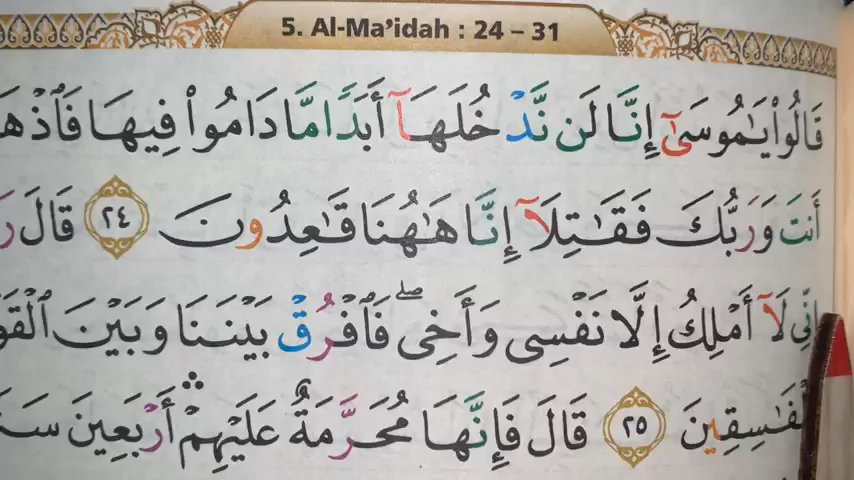 5. Al-Ma'idah : 24 – 31
قَالُوا۟ يَـٰمُوسَىٰٓ إِنَّا لَن نَّدْخُلَهَآ أَبَدًا مَّا دَامُوا۟ فِيهَا فَٱذْهَ
أَنتَ وَرَبُّكَ فَقَـٰتِلَآ إِنَّا هَـٰهُنَا قَـٰعِدُونَ ٢٤ قَالَ رَ
إِنِّى لَآ أَمْلِكُ إِلَّا نَفْسِى وَأَخِى ۖ فَٱفْرُقْ بَيْنَنَا وَبَيْنَ ٱلْقَوْ
لْفَـٰسِقِينَ ٢٥ قَالَ فَإِنَّهَا مُحَرَّمَةٌ عَلَيْهِمْ ۛ أَرْبَعِينَ سَنَ